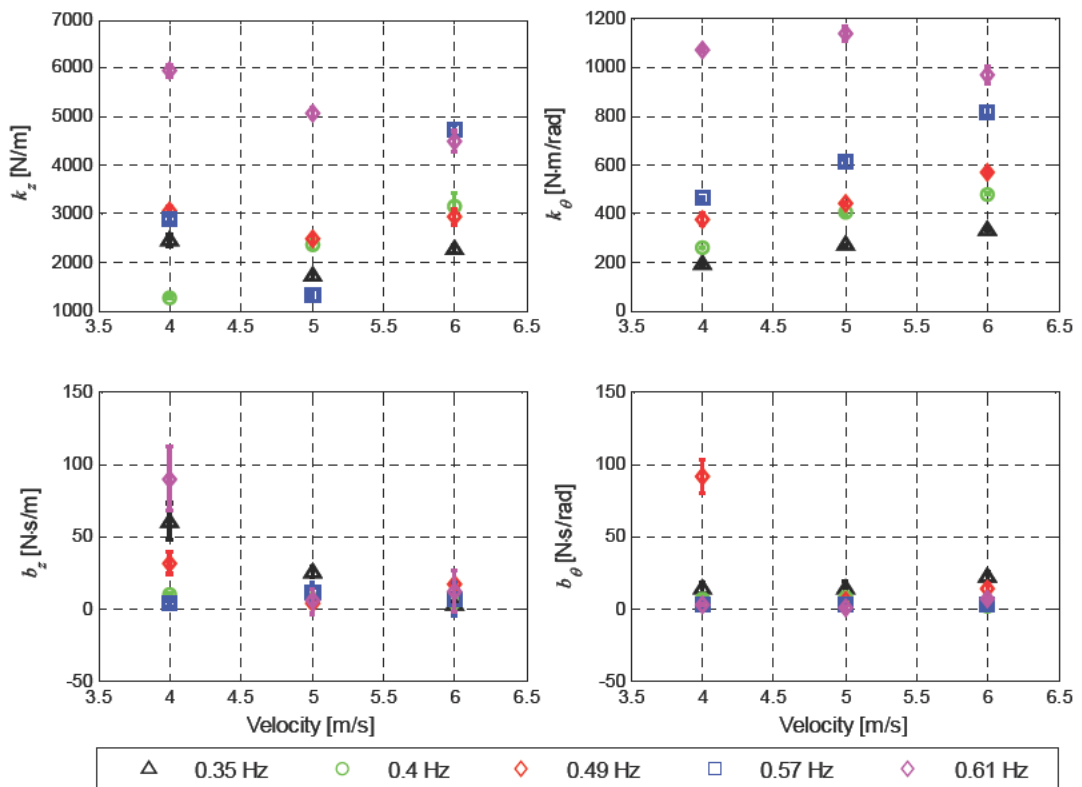 7000
6000
5000
4000
3000
2000
1000
k_z [N/m]
3.5 4 4.5 5 5.5 6 6.5
1200
1000
800
600
400
200
0
k_θ [N·m/rad]
3.5 4 4.5 5 5.5 6 6.5
150
100
50
0
-50
b_z [N·s/m]
3.5 4 4.5 5 5.5 6 6.5
Velocity [m/s]
150
100
50
0
-50
b_θ [N·s/rad]
3.5 4 4.5 5 5.5 6 6.5
Velocity [m/s]
0.35 Hz 0.4 Hz 0.49 Hz 0.57 Hz 0.61 Hz